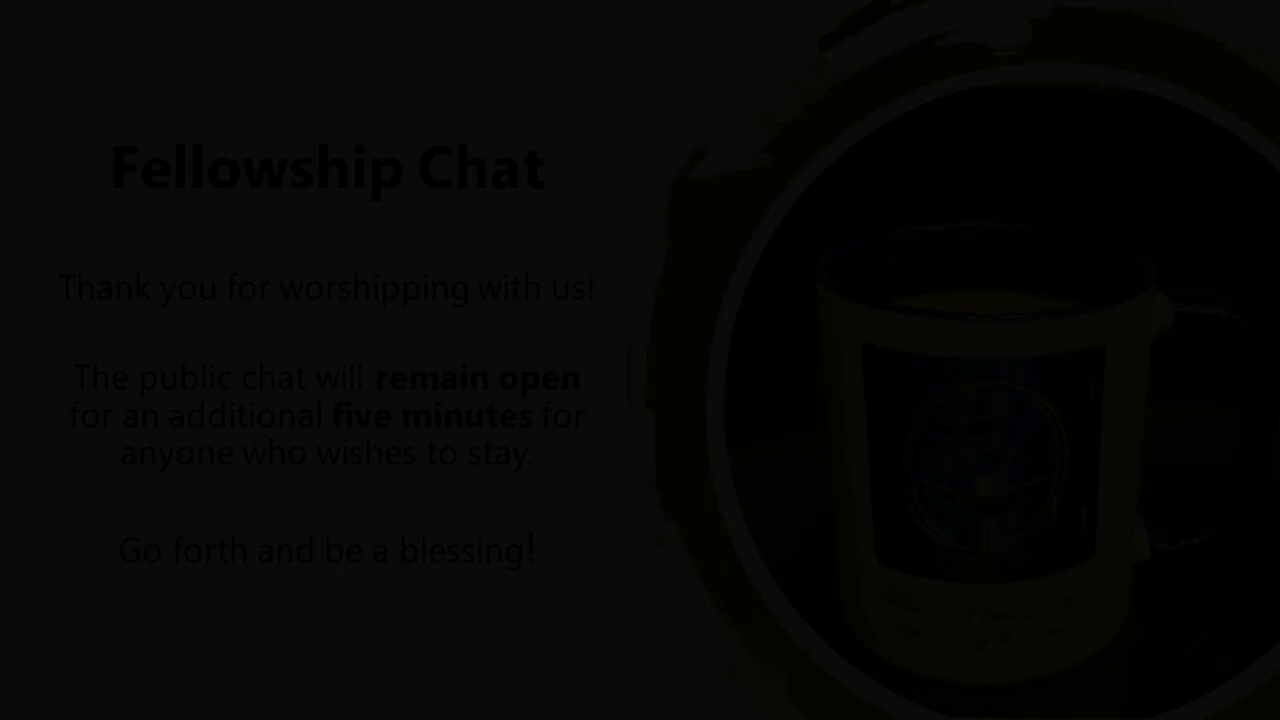 Fellowship Chat
Thank you for worshipping with us!
The public chat will remain open
for an additional five minutes for
anyone who wishes to stay.
Go forth and be a blessing!